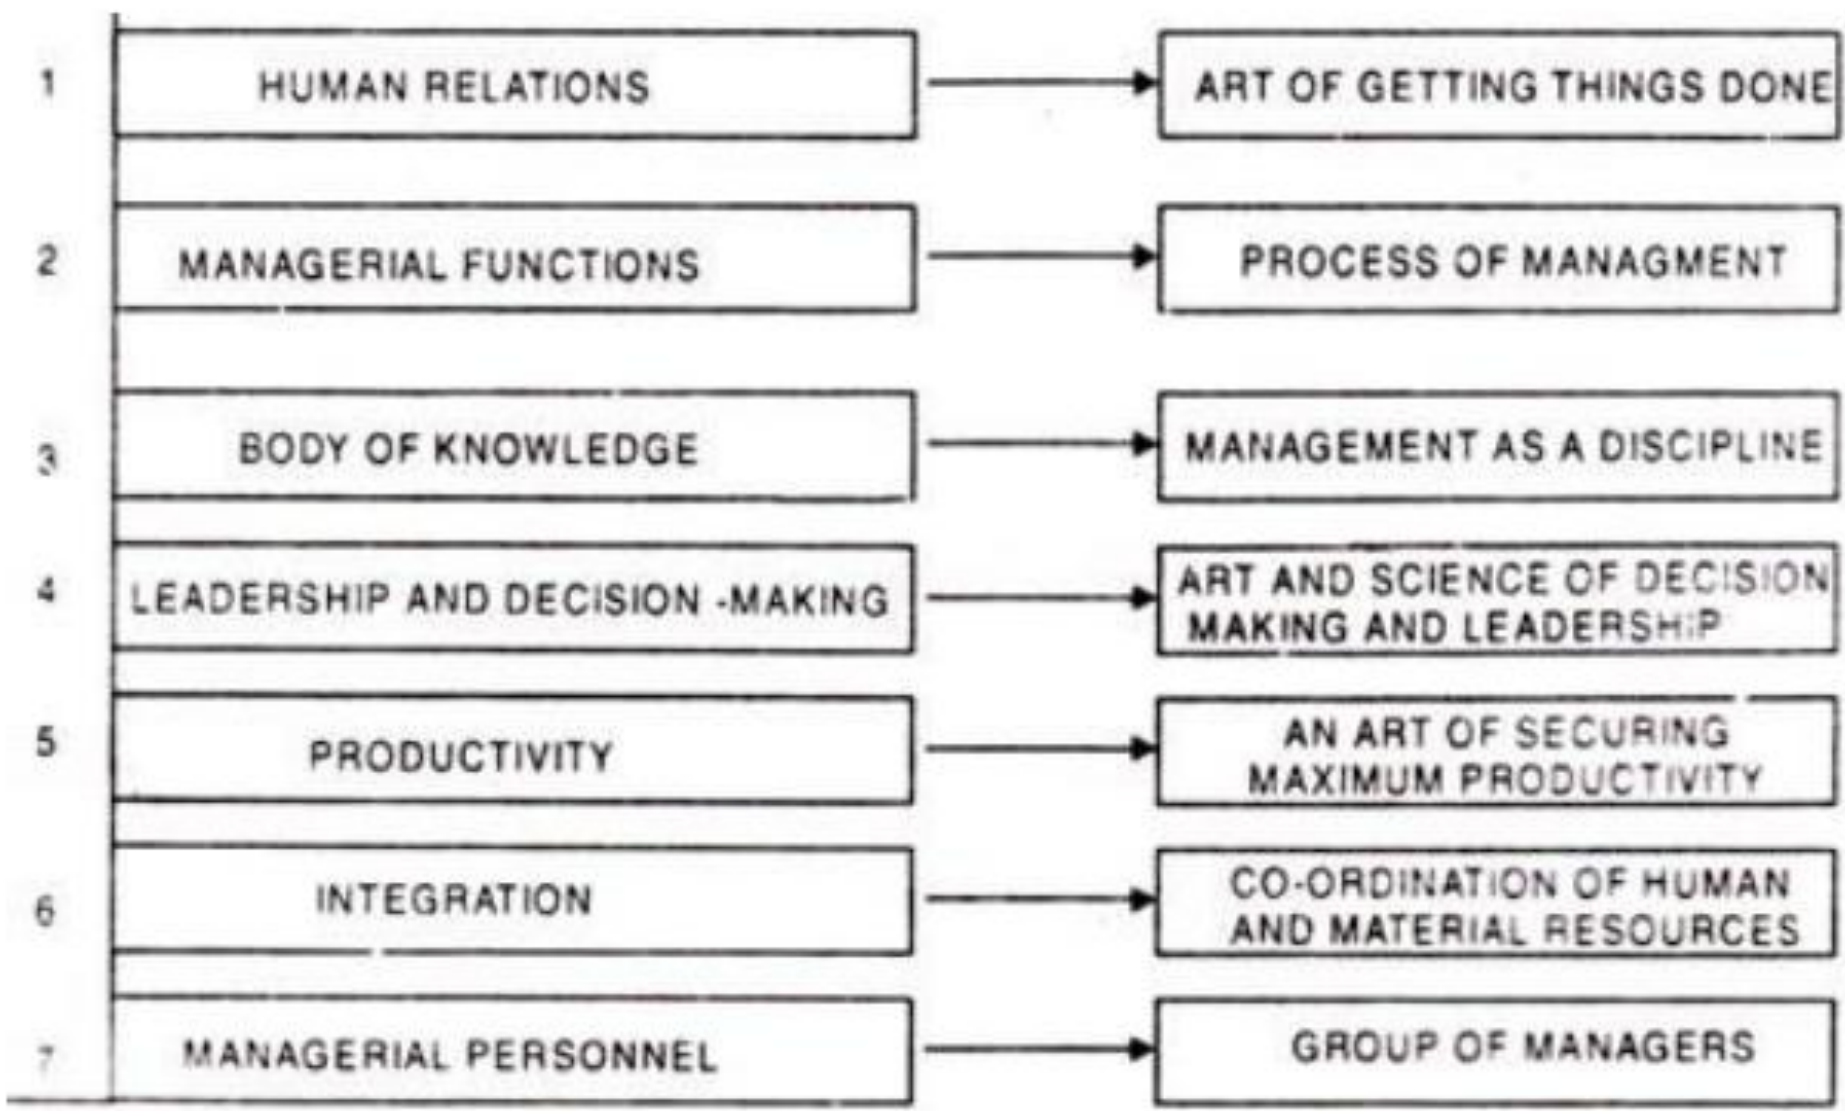 1 HUMAN RELATIONS ART OF GETTING THINGS DONE
2 MANAGERIAL FUNCTIONS PROCESS OF MANAGMENT
3 BODY OF KNOWLEDGE MANAGEMENT AS A DISCIPLINE
4 LEADERSHIP AND DECISION -MAKING ART AND SCIENCE OF DECISION
MAKING AND LEADERSHIP
5 PRODUCTIVITY AN ART OF SECURING
MAXIMUM PRODUCTIVITY
6 INTEGRATION CO-ORDINATION OF HUMAN
AND MATERIAL RESOURCES
7 MANAGERIAL PERSONNEL GROUP OF MANAGERS